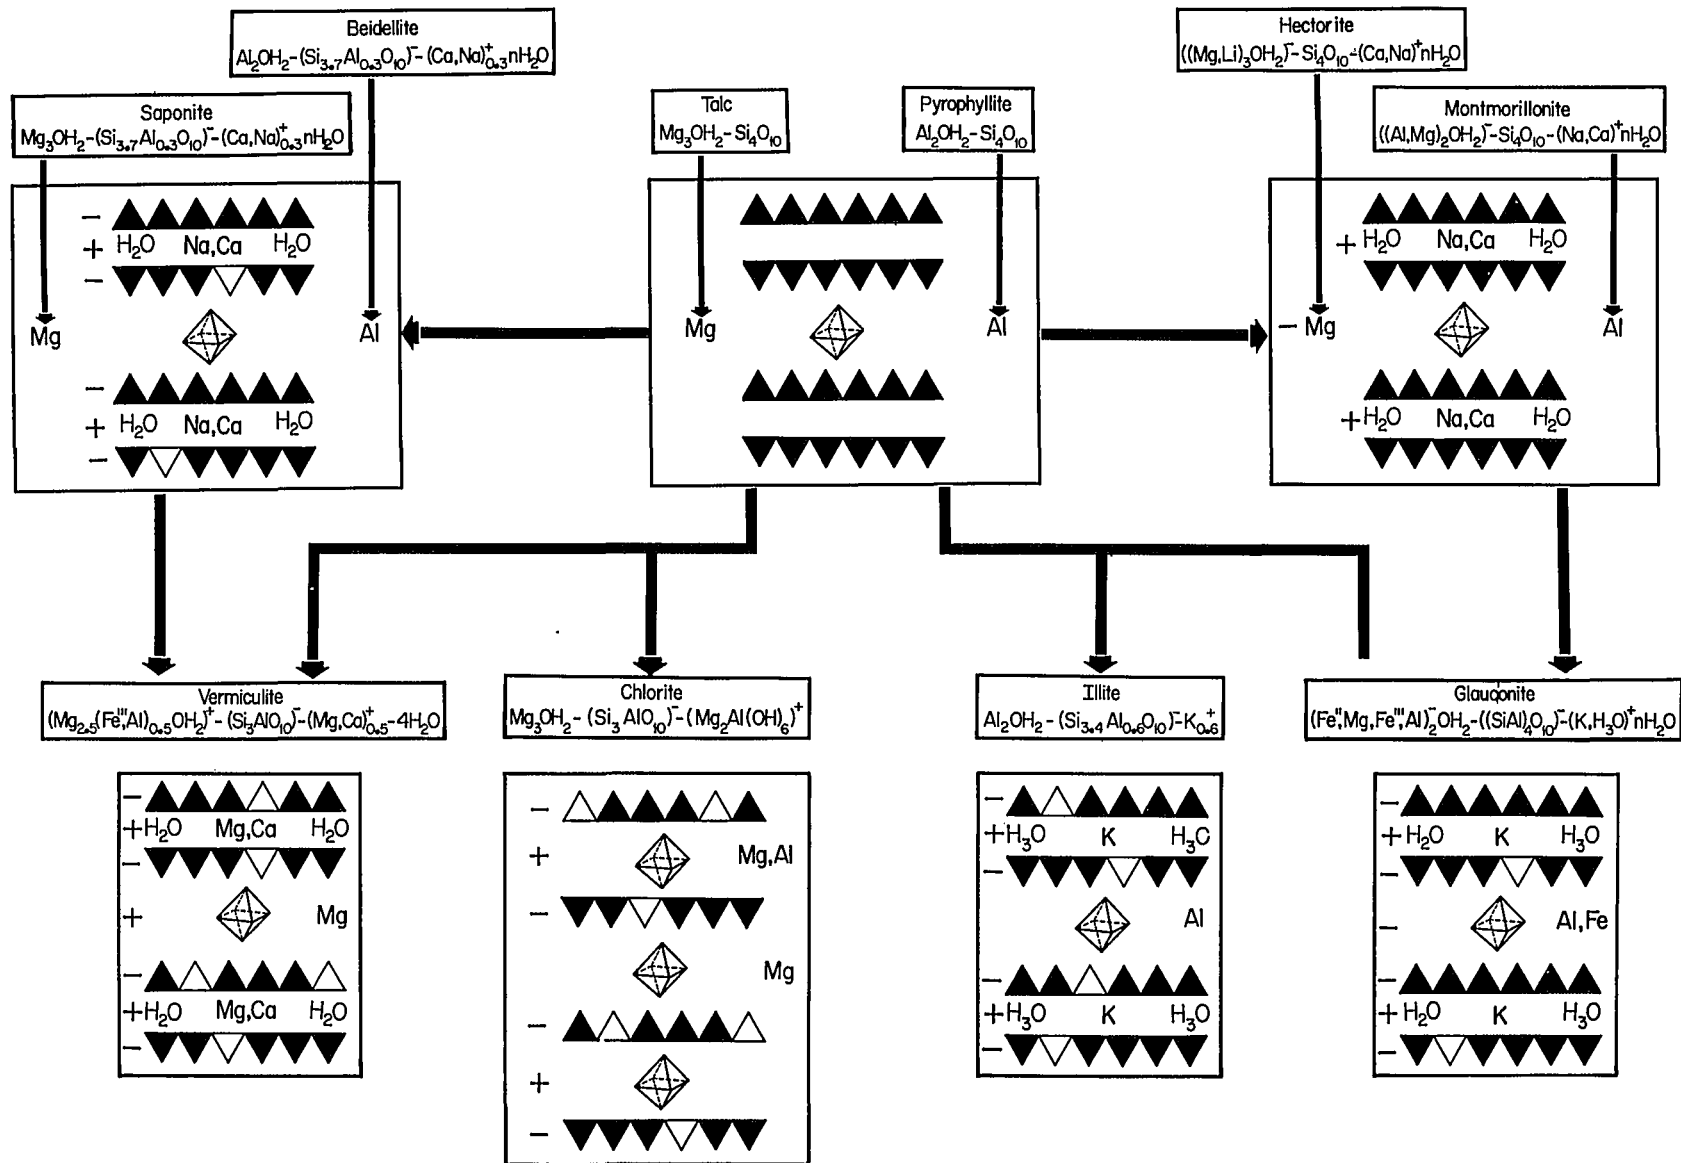 Beidellite
Al₂OH₂-(Si₃.₇Al₀.₃O₁₀)⁻-(Ca,Na)⁺₀.₃nH₂O
Hectorite
((Mg,Li)₃OH₂)⁻-Si₄O₁₀-(Ca,Na)⁺nH₂O
Saponite
Mg₃OH₂-(Si₃.₇Al₀.₃O₁₀)⁻-(Ca,Na)⁺₀.₃nH₂O
Talc
Mg₃OH₂-Si₄O₁₀
Pyrophyllite
Al₂OH₂-Si₄O₁₀
Montmorillonite
((Al,Mg)₂OH₂)⁻-Si₄O₁₀-(Na,Ca)⁺nH₂O
-
+ H₂O Na,Ca H₂O
-
Mg Al
-
+ H₂O Na,Ca H₂O
-
Mg Al
+ H₂O Na,Ca H₂O
- Mg Al
+ H₂O Na,Ca H₂O
Vermiculite
(Mg₂.₅(Fe''',Al)₀.₅OH₂)⁺-(Si₃AlO₁₀)⁻-(Mg,Ca)⁺₀.₅-4H₂O
Chlorite
Mg₃OH₂-(Si₃AlO₁₀)⁻-(Mg₂Al(OH)₆)⁺
Illite
Al₂OH₂-(Si₃.₄Al₀.₆O₁₀)⁻K₀.₆⁺
Glauconite
(Fe'',Mg,Fe''',Al)₂⁻OH₂-((SiAl)₄O₁₀)⁻-(K,H₃O)⁺nH₂O
-
+ H₂O Mg,Ca H₂O
-
+ Mg
-
+ H₂O Mg,Ca H₂O
-
-
+ Mg,Al
-
Mg
-
+
-
-
+ H₃O K H₃O
-
Al
-
+ H₃O K H₃O
-
-
+ H₂O K H₃O
-
- Al,Fe
-
+ H₂O K H₃O
-